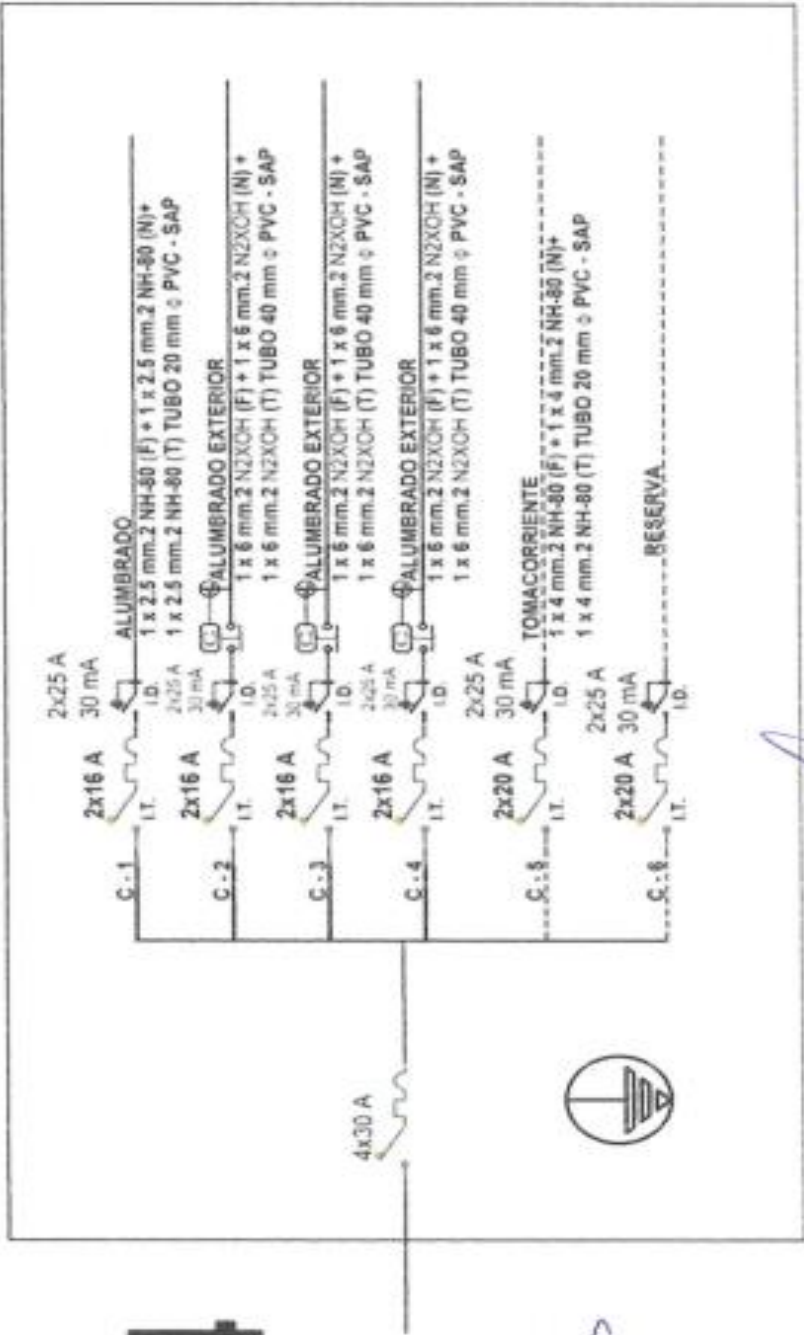 4x30 A
C - 1
2x16 A
I.T.
2x25 A
30 mA
I.D.
ALUMBRADO
1 x 2.5 mm.2 NH-80 (F) + 1 x 2.5 mm.2 NH-80 (N)+
1 x 2.5 mm.2 NH-80 (T) TUBO 20 mm ϕ PVC - SAP
C - 2
2x16 A
I.T.
2x25 A
30 mA
I.D.
C
ALUMBRADO EXTERIOR
1 x 6 mm.2 N2XOH (F) + 1 x 6 mm.2 N2XOH (N) +
1 x 6 mm.2 N2XOH (T) TUBO 40 mm ϕ PVC - SAP
C - 3
2x16 A
I.T.
2x25 A
30 mA
I.D.
C
ALUMBRADO EXTERIOR
1 x 6 mm.2 N2XOH (F) + 1 x 6 mm.2 N2XOH (N) +
1 x 6 mm.2 N2XOH (T) TUBO 40 mm ϕ PVC - SAP
C - 4
2x16 A
I.T.
2x25 A
30 mA
I.D.
C
ALUMBRADO EXTERIOR
1 x 6 mm.2 N2XOH (F) + 1 x 6 mm.2 N2XOH (N) +
1 x 6 mm.2 N2XOH (T) TUBO 40 mm ϕ PVC - SAP
C - 5
2x20 A
I.T.
2x25 A
30 mA
I.D.
TOMACORRIENTE
1 x 4 mm.2 NH-80 (F) + 1 x 4 mm.2 NH-80 (N)+
1 x 4 mm.2 NH-80 (T) TUBO 20 mm ϕ PVC - SAP
C - 6
2x20 A
I.T.
2x25 A
30 mA
I.D.
RESERVA